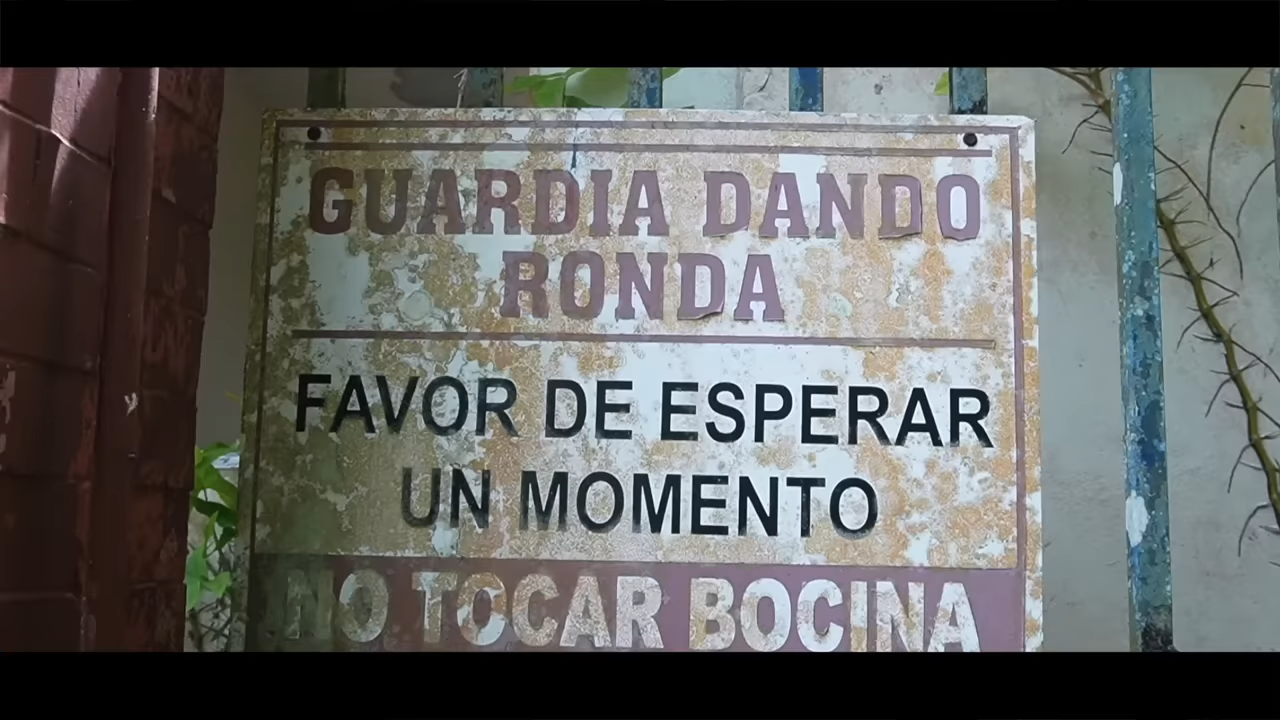 GUARDIA DANDO
RONDA
FAVOR DE ESPERAR
UN MOMENTO
NO TOCAR BOCINA